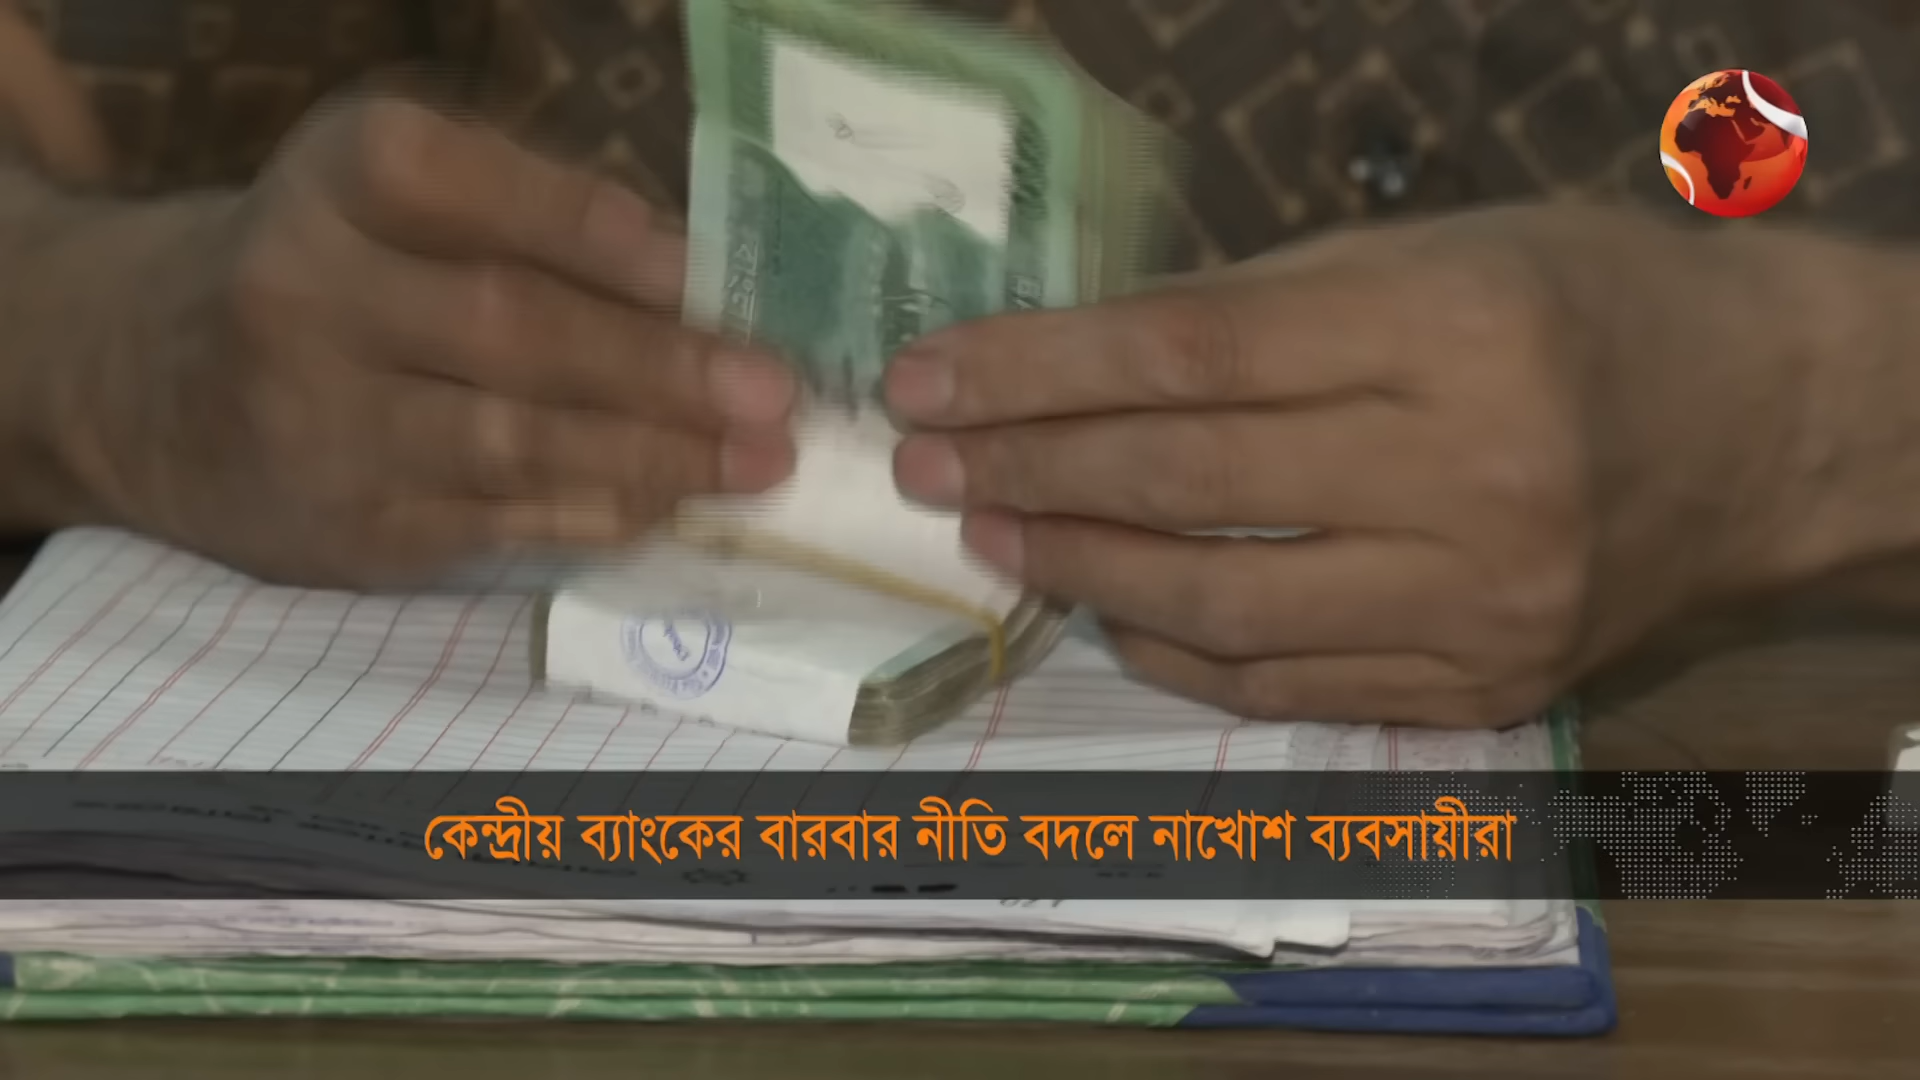 কেন্দ্রীয় ব্যাংকের বারবার নীতি বদলে নাখোশ ব্যবসায়ীরা